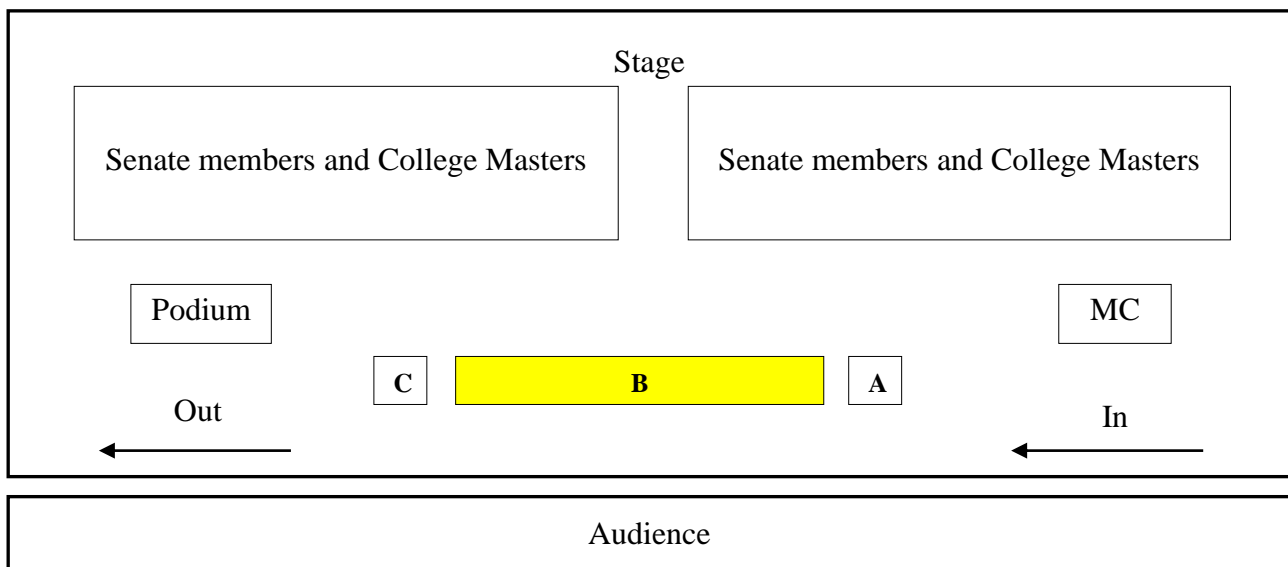 Stage
Senate members and College Masters
Senate members and College Masters
Podium
MC
C
B
A
Out
In
Audience